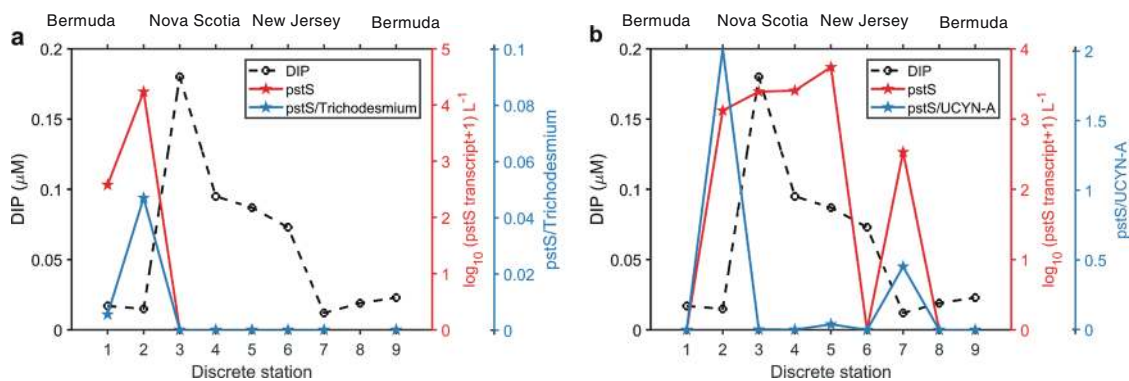 Bermuda Nova Scotia New Jersey Bermuda
a
DIP
pstS
pstS/Trichodesmium
0.2
0.15
0.1
0.05
0
DIP (μM)
5
4
3
2
1
0
log10 (pstS transcript+1) L-1
0.1
0.08
0.06
0.04
0.02
0
pstS/Trichodesmium
1 2 3 4 5 6 7 8 9
Discrete station
Bermuda Nova Scotia New Jersey Bermuda
b
DIP
pstS
pstS/UCYN-A
0.2
0.15
0.1
0.05
0
DIP (μM)
4
3
2
1
0
log10 (pstS transcript+1) L-1
2
1.5
1
0.5
0
pstS/UCYN-A
1 2 3 4 5 6 7 8 9
Discrete station